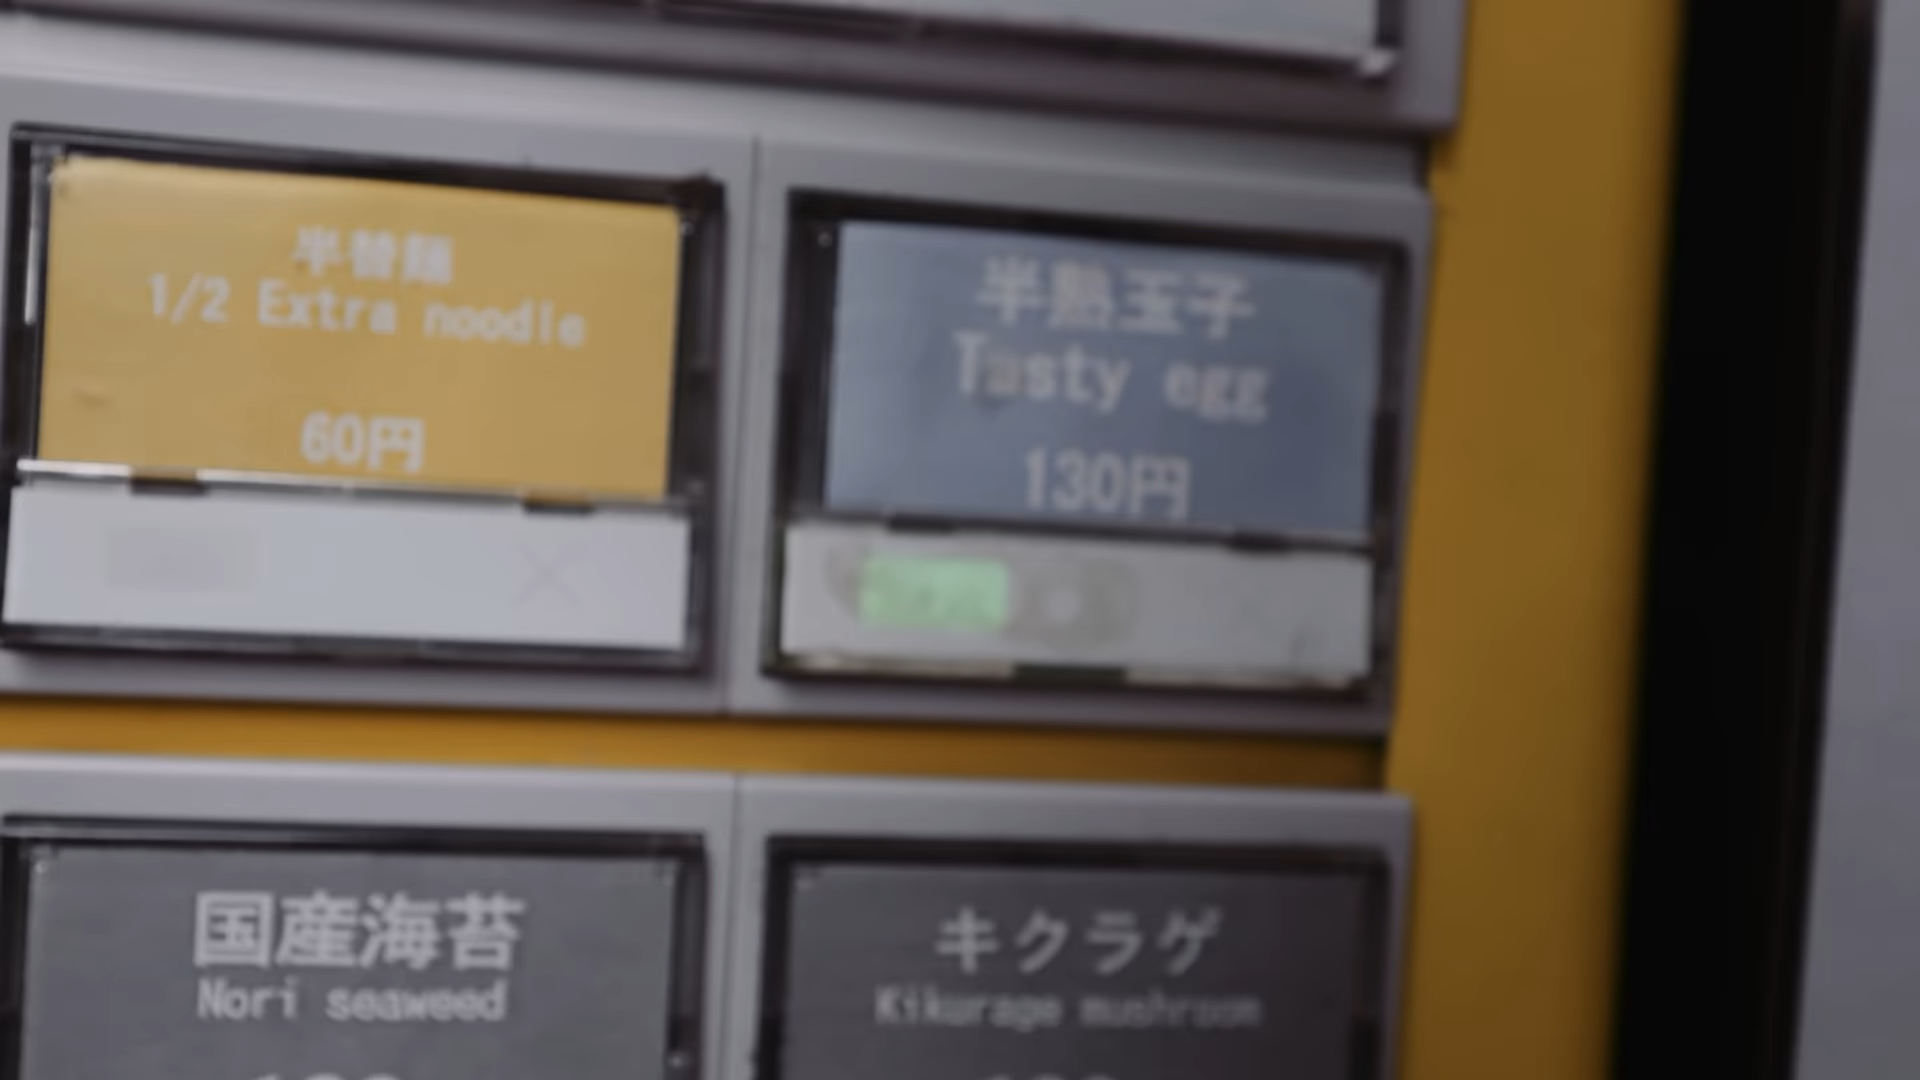 半替麺
1/2 Extra noodle
60円
半熟玉子
Tasty egg
130円
国産海苔
Nori seaweed
キクラゲ
Kikurage mushroom